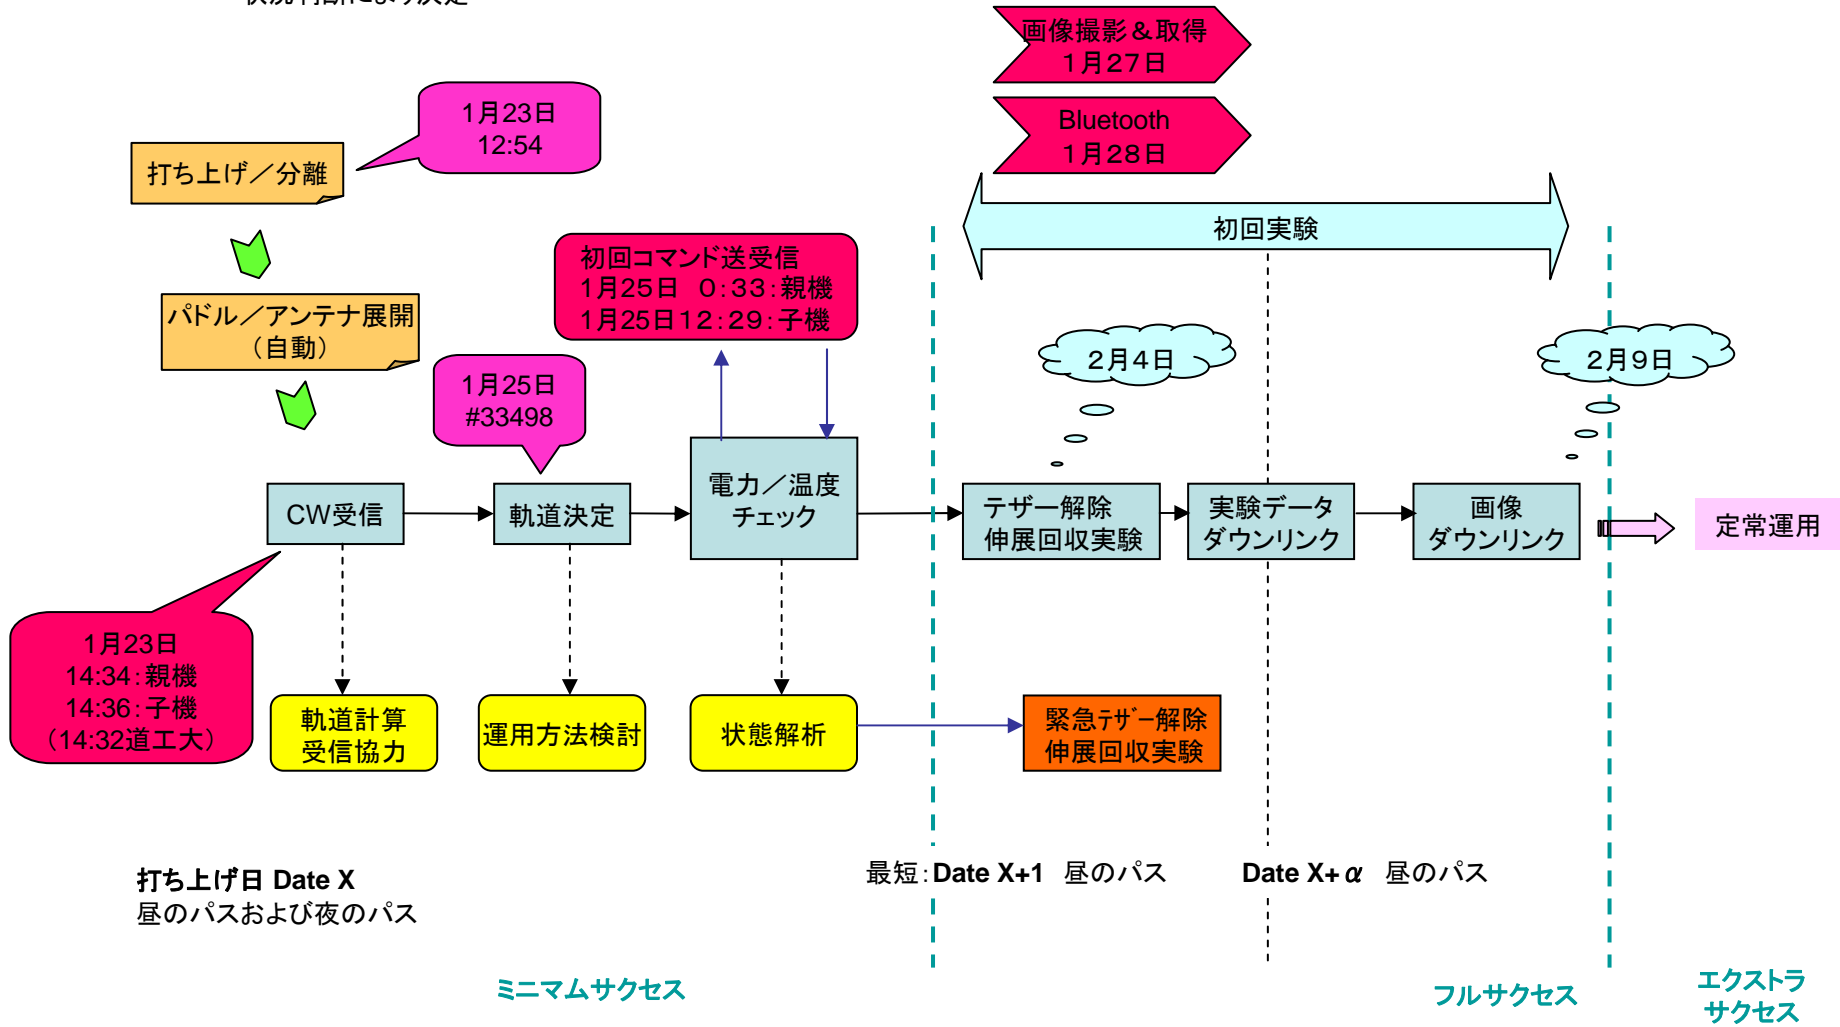 画像撮影＆取得
1月27日
Bluetooth
1月28日
1月23日
12:54
打ち上げ／分離
初回実験
初回コマンド送受信
1月25日　0：33：親機
1月25日12：29：子機
パドル／アンテナ展開
（自動）
2月4日
2月9日
1月25日
#33498
CW受信
軌道決定
電力／温度
チェック
テザー解除
伸展回収実験
実験データ
ダウンリンク
画像
ダウンリンク
定常運用
1月23日
14:34：親機
14:36：子機
（14:32道工大）
軌道計算
受信協力
運用方法検討
状態解析
緊急ﾃｻﾞｰ解除
伸展回収実験
打ち上げ日 Date X
昼のパスおよび夜のパス
最短：Date X+1　昼のパス
Date X+α　昼のパス
ミニマムサクセス
フルサクセス
エクストラ
サクセス